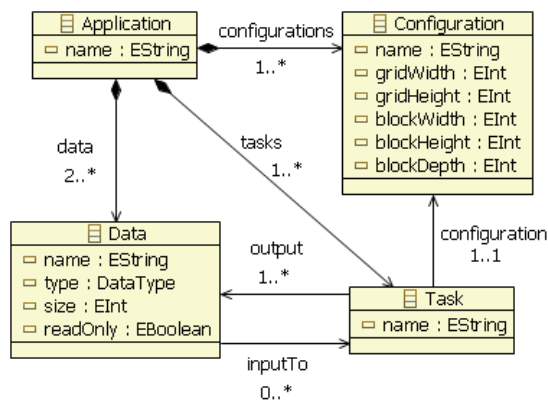 Application
name : EString
configurations
1..*
Configuration
name : EString
gridWidth : EInt
gridHeight : EInt
blockWidth : EInt
blockHeight : EInt
blockDepth : EInt
data
2..*
tasks
1..*
Data
name : EString
type : DataType
size : EInt
readOnly : EBoolean
output
1..*
configuration
1..1
Task
name : EString
inputTo
0..*